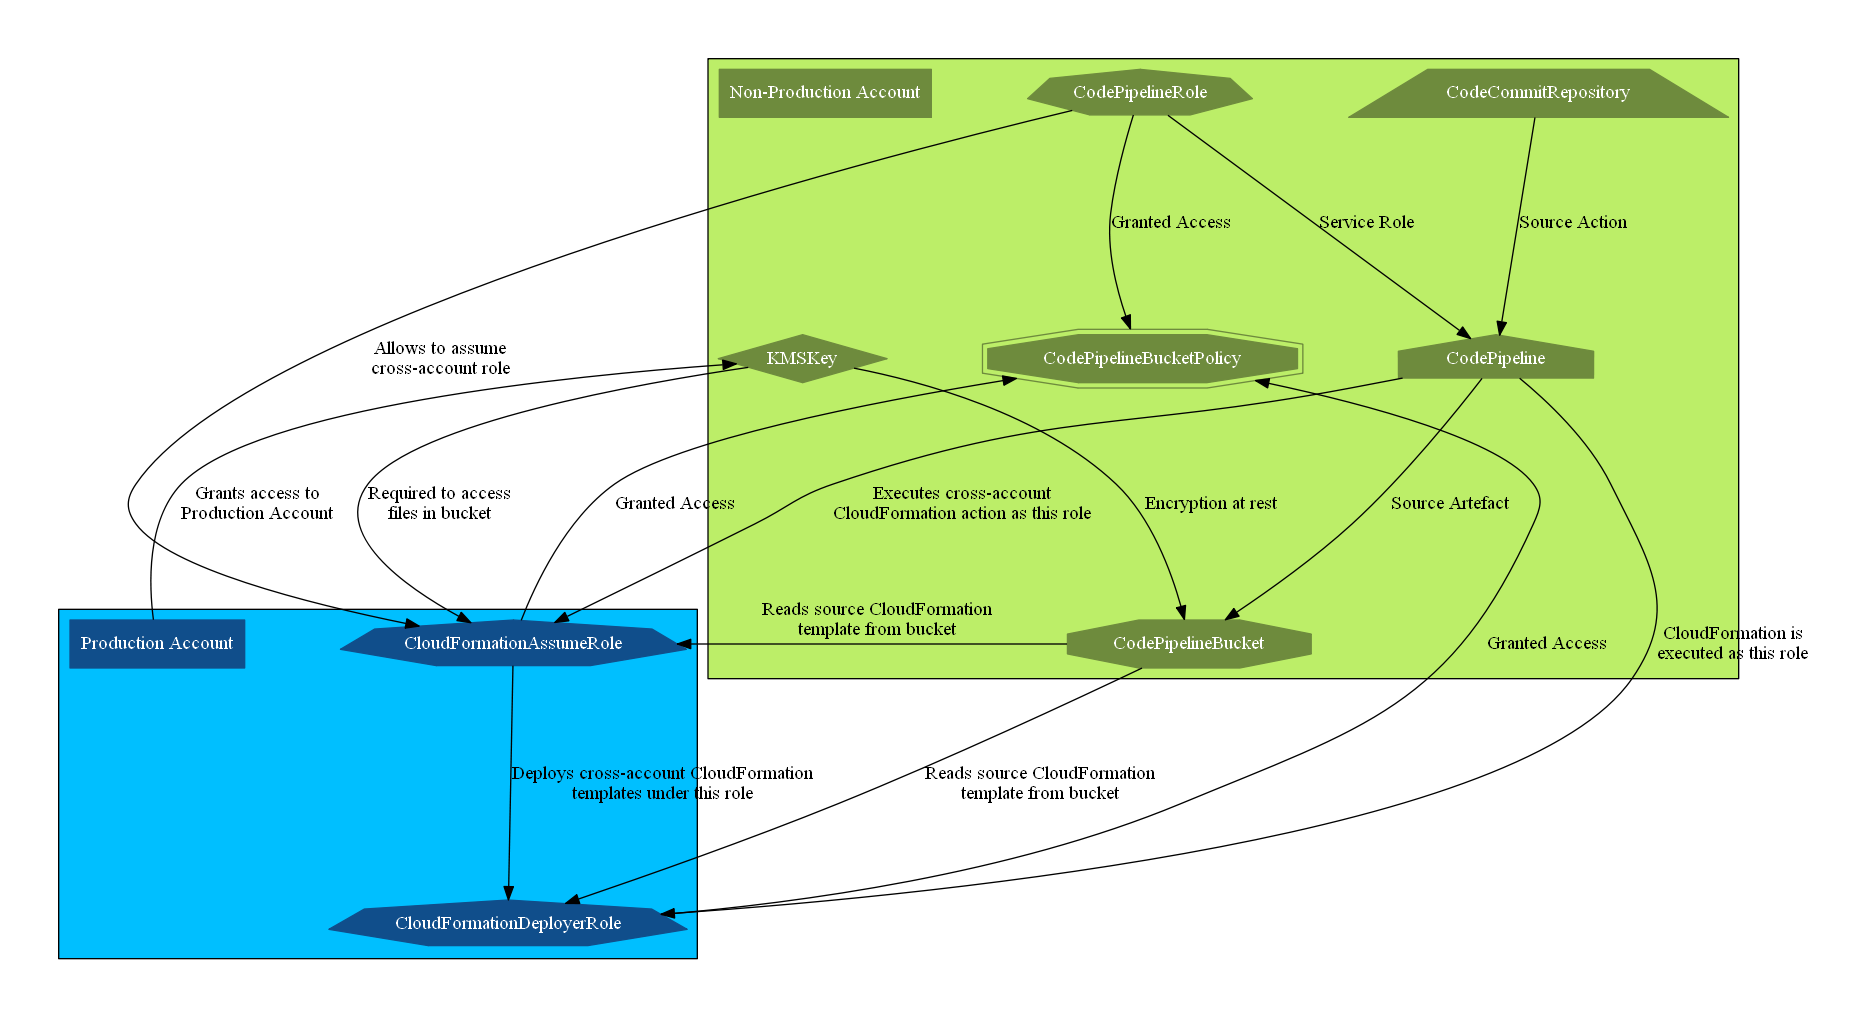 Non-Production Account
CodePipelineRole
CodeCommitRepository
Granted Access
Service Role
Source Action
Allows to assume
cross-account role
KMSKey
CodePipelineBucketPolicy
CodePipeline
Grants access to
Production Account
Required to access
files in bucket
Granted Access
Executes cross-account
CloudFormation action as this role
Encryption at rest
Source Artefact
Reads source CloudFormation
template from bucket
Production Account
CloudFormationAssumeRole
CodePipelineBucket
Granted Access
CloudFormation is
executed as this role
Deploys cross-account CloudFormation
templates under this role
Reads source CloudFormation
template from bucket
CloudFormationDeployerRole